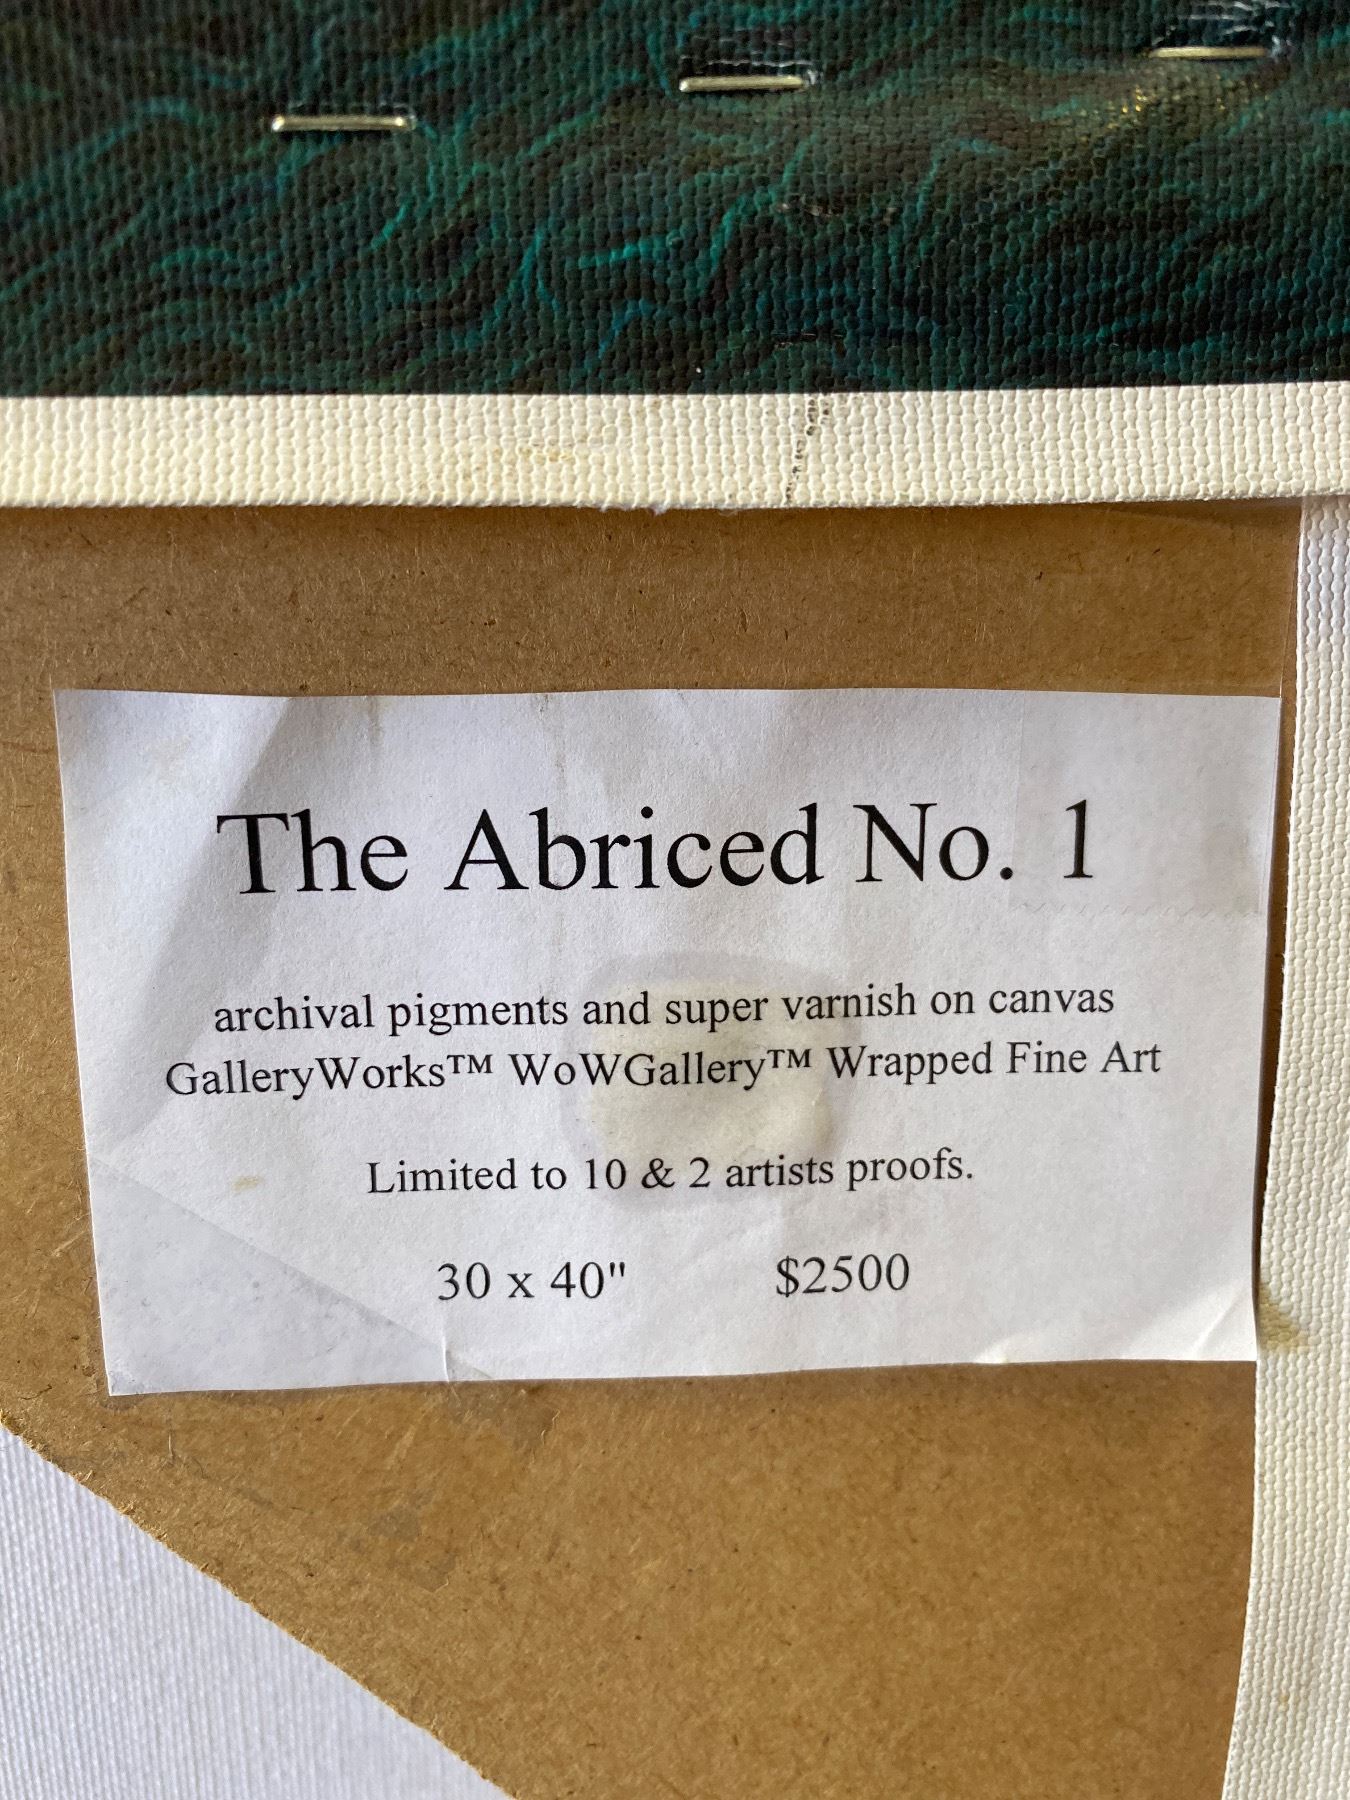 The Abriced No. 1
archival pigments and super varnish on canvas
GalleryWorks™ WoWGallery™ Wrapped Fine Art
Limited to 10 & 2 artists proofs.
30 x 40" $2500